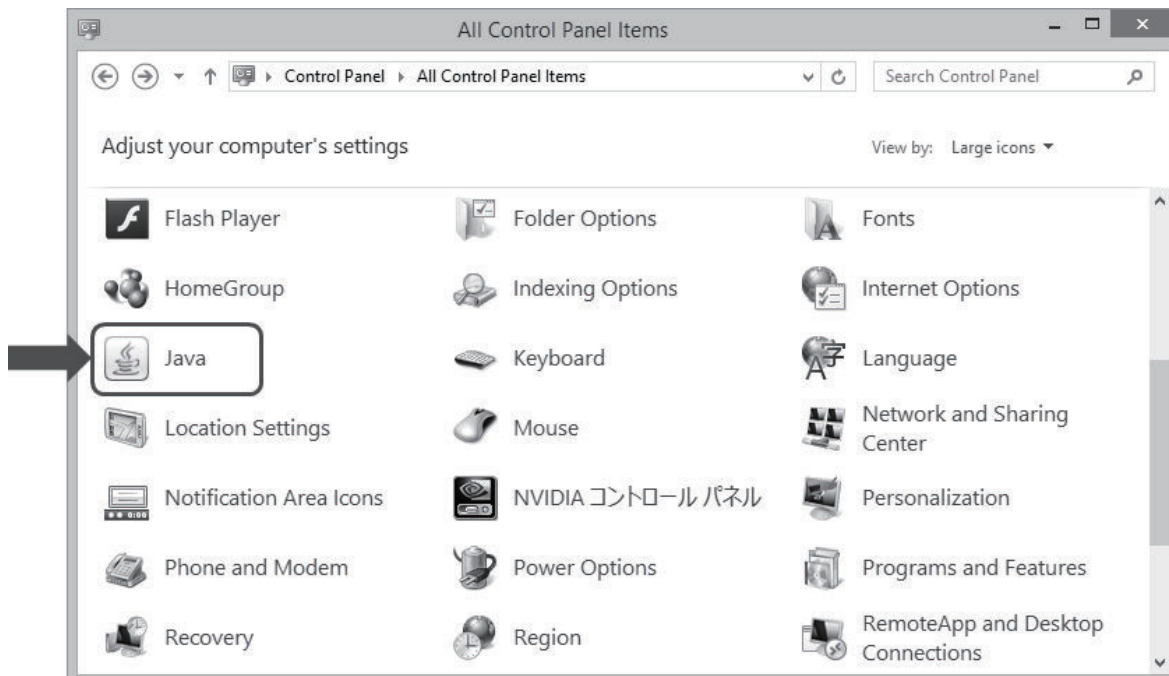 All Control Panel Items
Control Panel All Control Panel Items
Search Control Panel
Adjust your computer's settings
View by: Large icons
Flash Player
Folder Options
Fonts
HomeGroup
Indexing Options
Internet Options
Java
Keyboard
Language
Location Settings
Mouse
Network and Sharing
Center
Notification Area Icons
NVIDIA コントロール パネル
Personalization
Phone and Modem
Power Options
Programs and Features
Recovery
Region
RemoteApp and Desktop
Connections